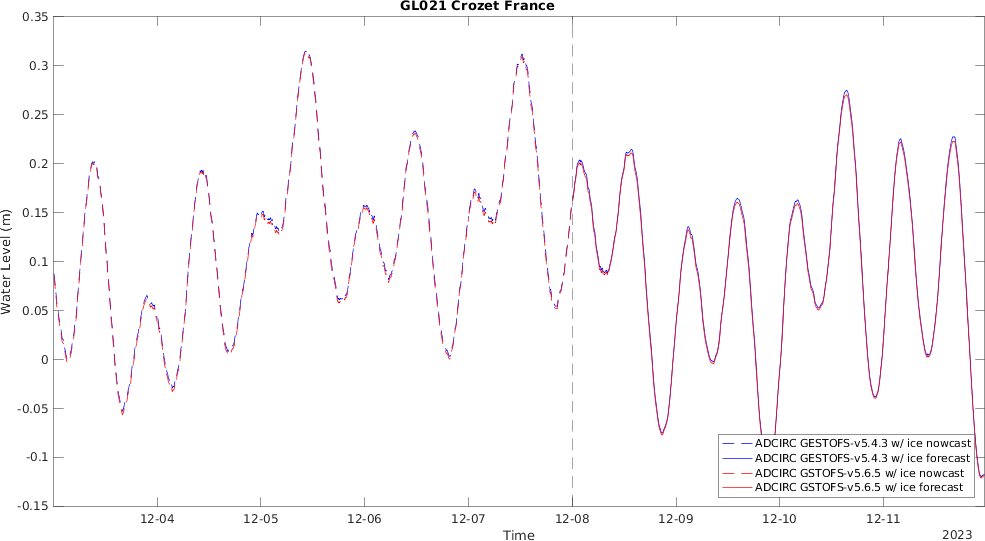 GL021 Crozet France
0.35
0.3
0.25
0.2
0.15
0.1
0.05
0
-0.05
-0.1
-0.15
Water Level (m)
ADCIRC GESTOFS-v5.4.3 w/ ice nowcast
ADCIRC GESTOFS-v5.4.3 w/ ice forecast
ADCIRC GSTOFS-v5.6.5 w/ ice nowcast
ADCIRC GSTOFS-v5.6.5 w/ ice forecast
12-04 12-05 12-06 12-07 12-08 12-09 12-10 12-11
Time
2023